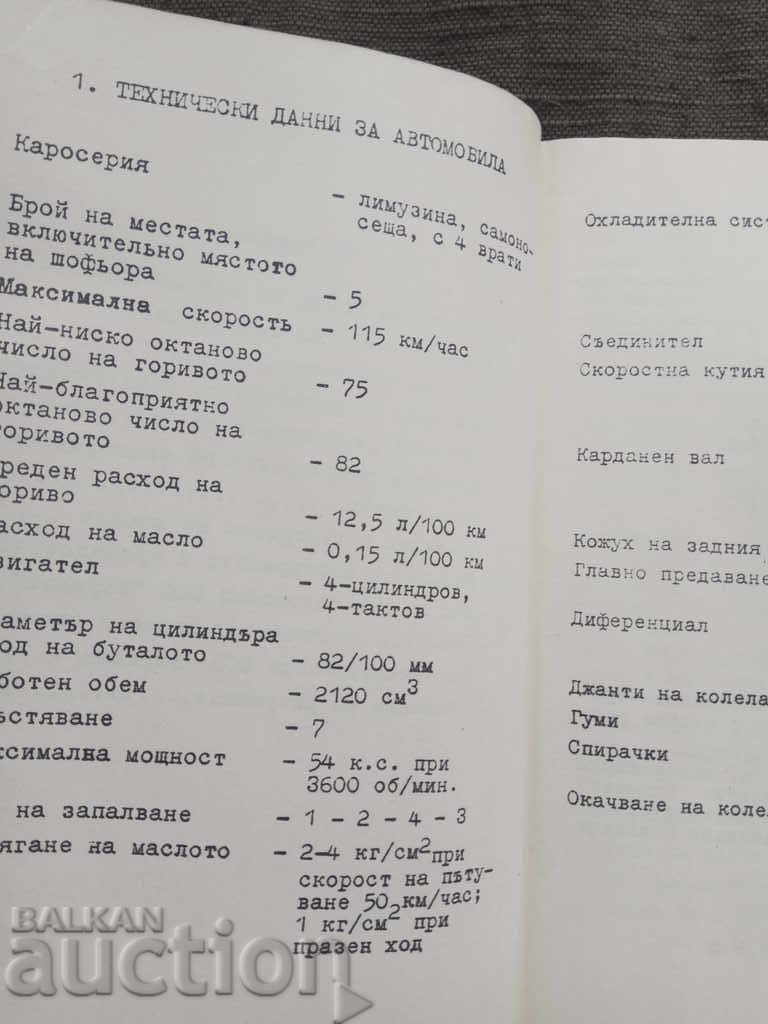 1. ТЕХНИЧЕСКИ ДАННИ ЗА АВТОМОБИЛА
Каросерия - лимузина, самоно-
сеща, с 4 врати
Брой на местата,
включително мястото
на шофьора - 5
Максимална скорость - 115 км/час
Най-ниско октаново
число на горивото - 75
Най-благоприятно
октаново число на
горивото - 82
реден расход на
ориво - 12,5 л/100 км
асход на масло - 0,15 л/100 км
вигател - 4-цилиндров,
4-тактов
аметър на цилиндъра
од на буталото - 82/100 мм
ботен обем - 2120 см3
ъстяване - 7
ксимална мощност - 54 к.с. при
3600 об/мин.
на запалване - 1 - 2 - 4 - 3
ягане на маслото - 2-4 кг/см2при
скорост на пъту-
ване 50 км/час;
1 кг/см2 при
празен ход
Охладителна сист
Съединител
Скоростна кутия
Карданен вал
Кожух на задния
Главно предаване
Диференциал
Джанти на колела
Гуми
Спирачки
Окачване на коле
BALKAN
auction